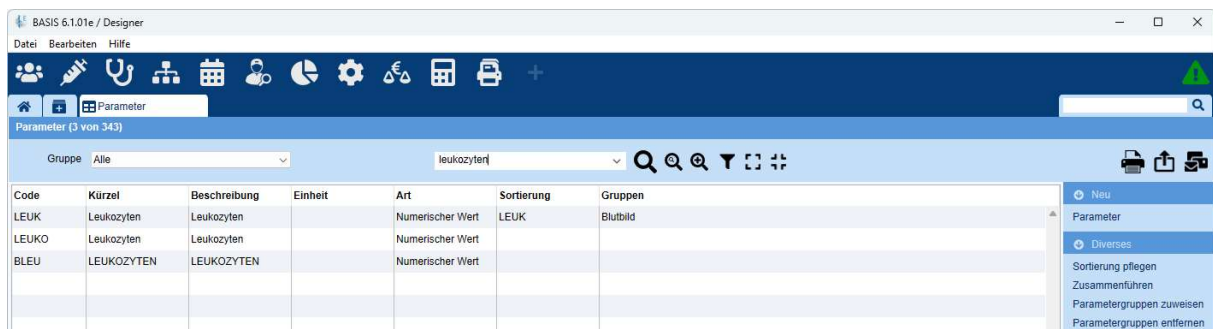 BASIS 6.1.01e / Designer
Datei Bearbeiten Hilfe
Parameter
Parameter (3 von 343)
Gruppe Alle leukozyten
Code Kürzel Beschreibung Einheit Art Sortierung Gruppen
LEUK Leukozyten Leukozyten Numerischer Wert LEUK Blutbild
LEUKO Leukozyten Leukozyten Numerischer Wert
BLEU LEUKOZYTEN LEUKOZYTEN Numerischer Wert
Neu
Parameter
Diverses
Sortierung pflegen
Zusammenführen
Parametergruppen zuweisen
Parametergruppen entfernen